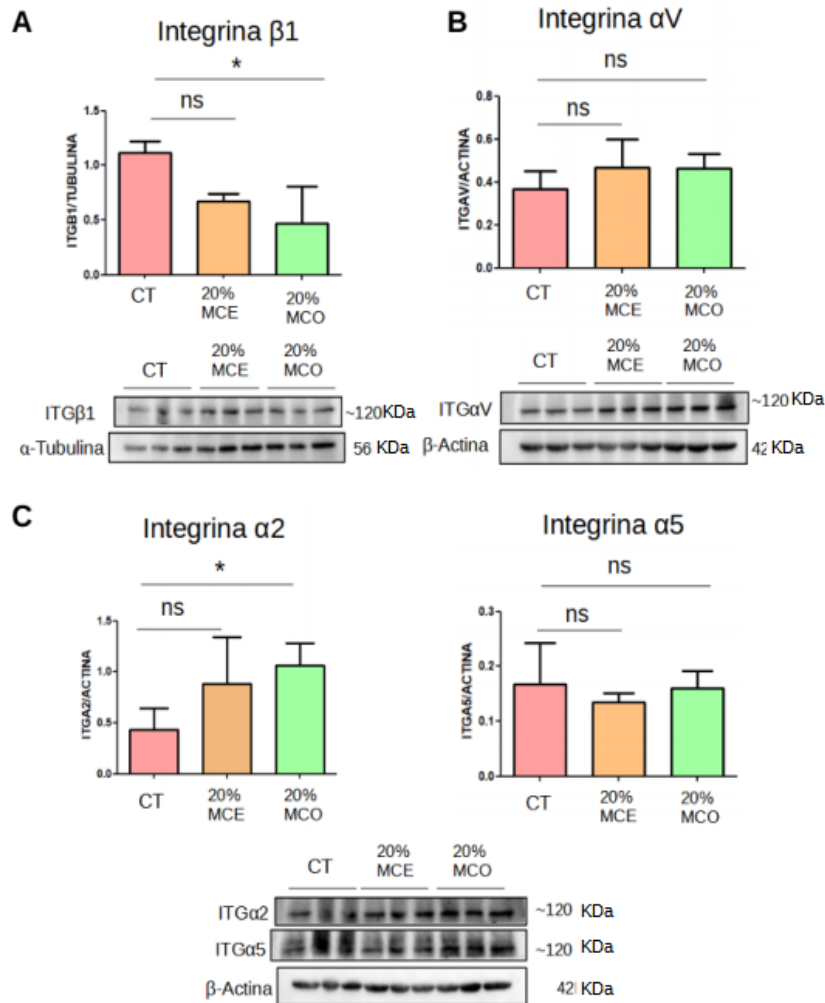 A
Integrina β1
*
ns
ITGB1/TUBULINA
1.5
1.0
0.5
0.0
CT
20%
MCE
20%
MCO
CT
20%
MCE
20%
MCO
ITGβ1
~120 KDa
α-Tubulina
56 KDa
B
Integrina αV
ns
ns
ITGAV/ACTINA
0.8
0.6
0.4
0.2
0.0
CT
20%
MCE
20%
MCO
CT
20%
MCE
20%
MCO
ITGαV
~120 KDa
β-Actina
42 KDa
C
Integrina α2
*
ns
ITGA2/ACTINA
1.5
1.0
0.5
0.0
CT
20%
MCE
20%
MCO
Integrina α5
ns
ns
ITGA5/ACTINA
0.3
0.2
0.1
0.0
CT
20%
MCE
20%
MCO
CT
20%
MCE
20%
MCO
ITGα2
~120 KDa
ITGα5
~120 KDa
β-Actina
42 KDa